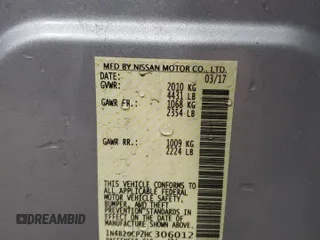 MFD BY NISSAN MOTOR CO., LTD.
DATE: 03/17
GVWR: 2010 KG
4431 LB
GAWR FR: 1068 KG
2354 LB
GAWR RR: 1009 KG
2224 LB
THIS VEHICLE CONFORMS TO ALL
APPLICABLE FEDERAL MOTOR VEHICLE
SAFETY, BUMPER, AND THEFT
PREVENTION STANDARDS IN EFFECT ON
THE DATE OF MANUFACTURE SHOWN ABOVE.
306012